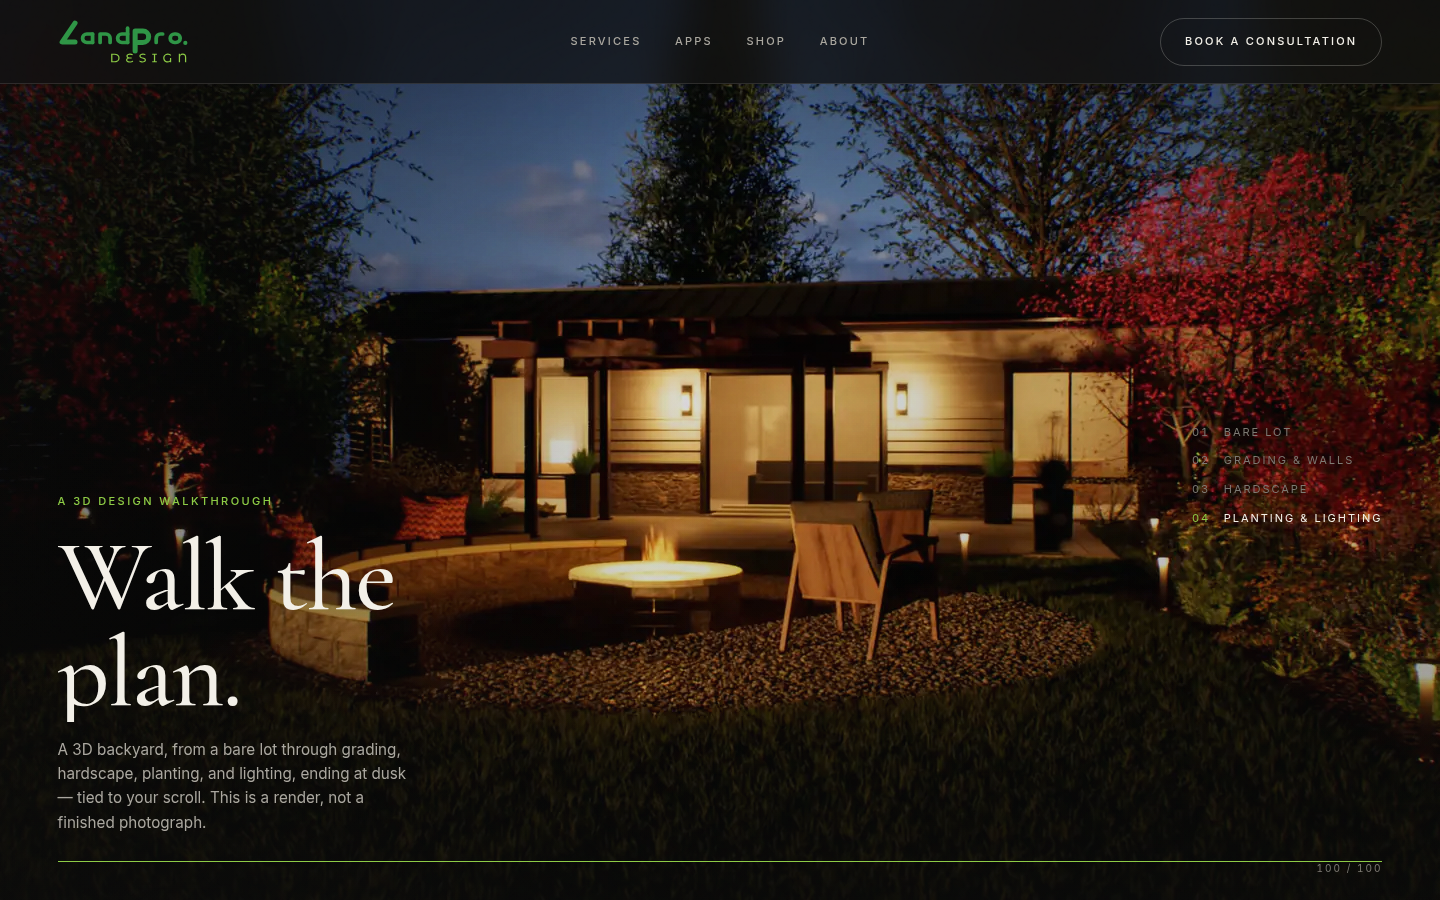 Landpro.
DESIGN
SERVICES
APPS
SHOP
ABOUT
BOOK A CONSULTATION
01 BARE LOT
02 GRADING & WALLS
03 HARDSCAPE
04 PLANTING & LIGHTING
A 3D DESIGN WALKTHROUGH
Walk the
plan.
A 3D backyard, from a bare lot through grading,
hardscape, planting, and lighting, ending at dusk
— tied to your scroll. This is a render, not a
finished photograph.
100 / 100